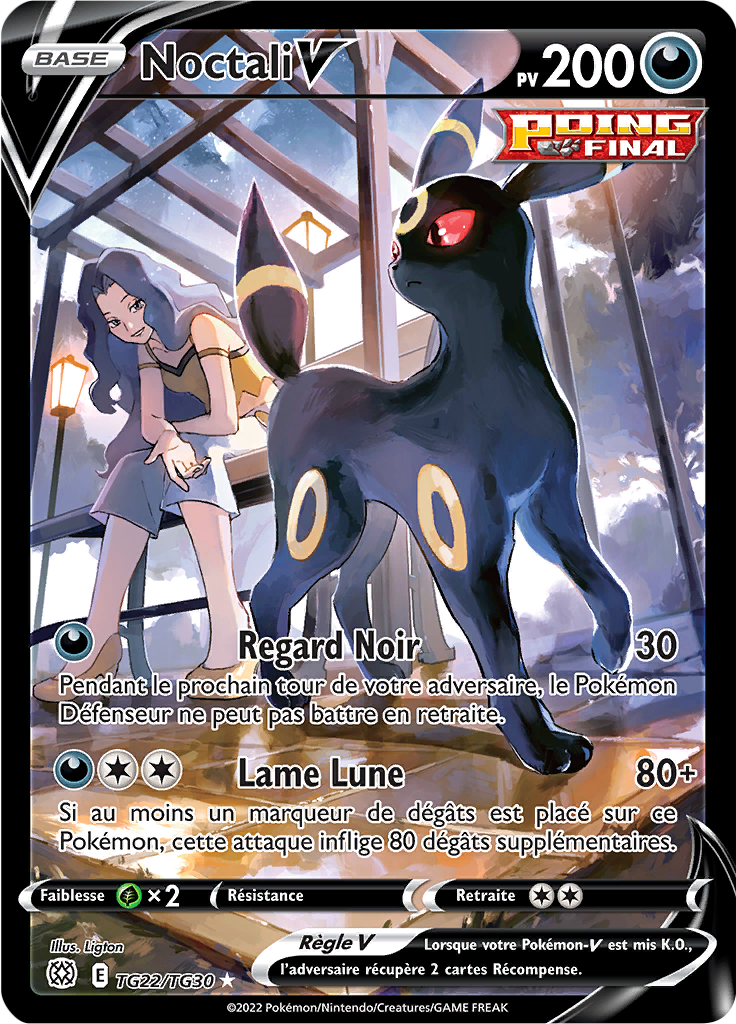 BASE NoctaliV PV 200
POING
FINAL
Regard Noir 30
Pendant le prochain tour de votre adversaire, le Pokémon
Défenseur ne peut pas battre en retraite.
Lame Lune 80+
Si au moins un marqueur de dégâts est placé sur ce
Pokémon, cette attaque inflige 80 dégâts supplémentaires.
Faiblesse ×2 Résistance Retraite
Illus. Ligton
Règle V Lorsque votre Pokémon-V est mis K.O.,
l'adversaire récupère 2 cartes Récompense.
E TG22/TG30 ★
©2022 Pokémon/Nintendo/Creatures/GAME FREAK